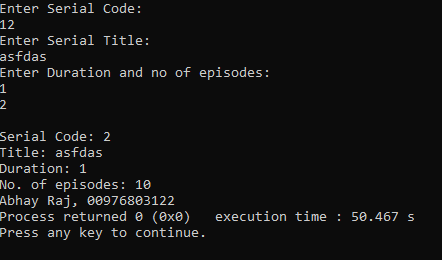 Enter Serial Code:
12
Enter Serial Title:
asfdas
Enter Duration and no of episodes:
1
2
Serial Code: 2
Title: asfdas
Duration: 1
No. of episodes: 10
Abhay Raj, 00976803122
Process returned 0 (0x0)   execution time : 50.467 s
Press any key to continue.